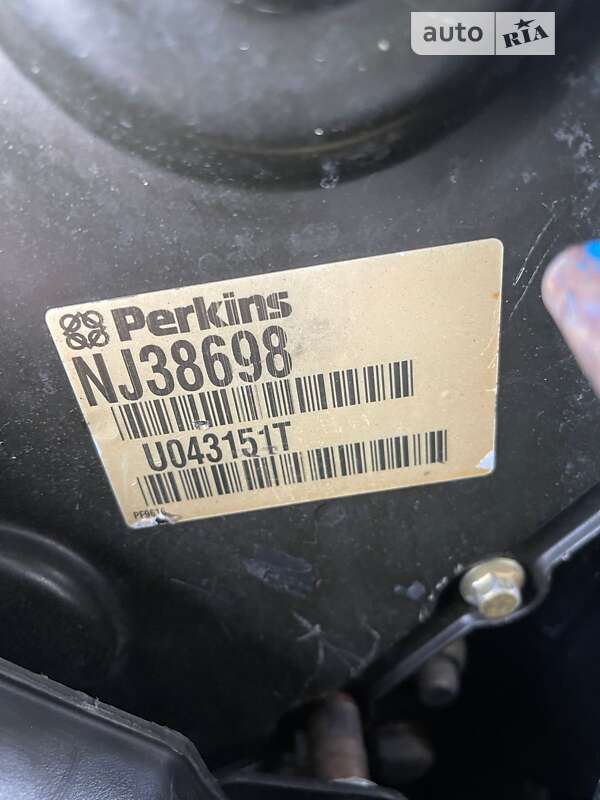 auto RIA
Perkins
NJ38698
U043151T